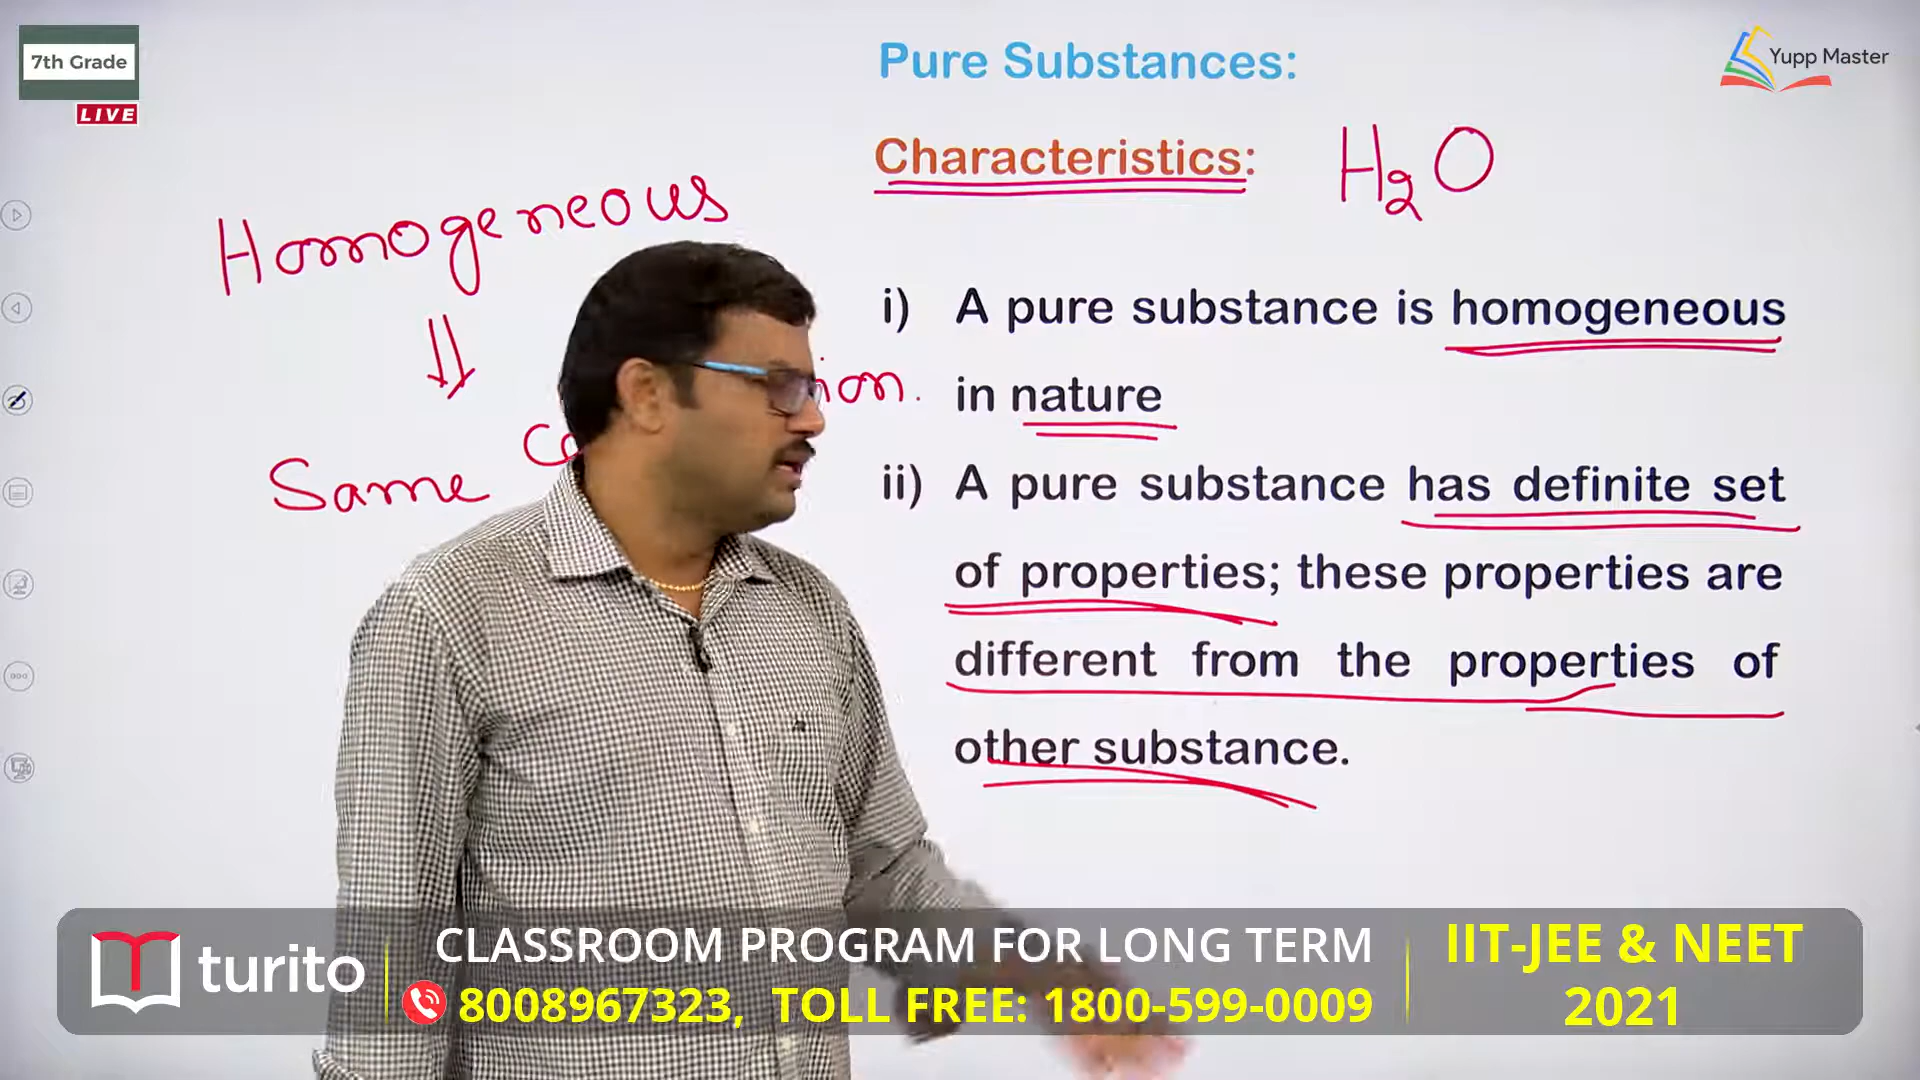 7th Grade
LIVE
Yupp Master
Pure Substances:
Characteristics:
H2O
Homogeneous
Same
i) A pure substance is homogeneous
in nature
ii) A pure substance has definite set
of properties; these properties are
different from the properties of
other substance.
turito
CLASSROOM PROGRAM FOR LONG TERM
8008967323, TOLL FREE: 1800-599-0009
IIT-JEE & NEET
2021